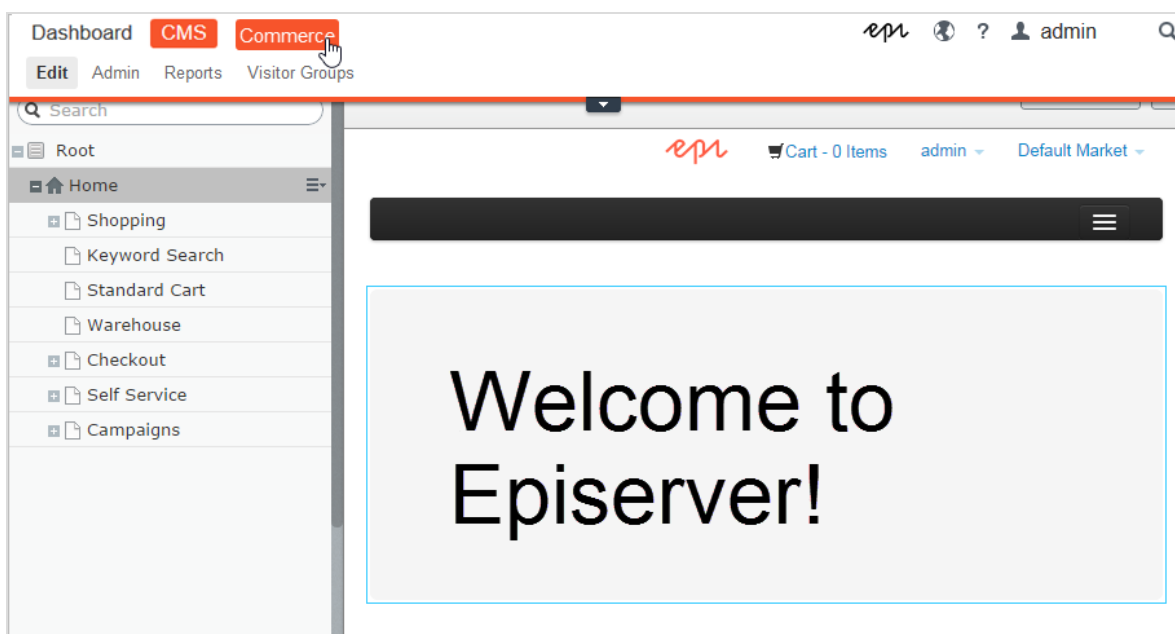 Dashboard CMS Commerce epi ? admin
Edit Admin Reports Visitor Groups
Search
epi Cart - 0 Items admin Default Market
Root
Home
Shopping
Keyword Search
Standard Cart
Warehouse
Checkout
Self Service
Campaigns
Welcome to
Episerver!